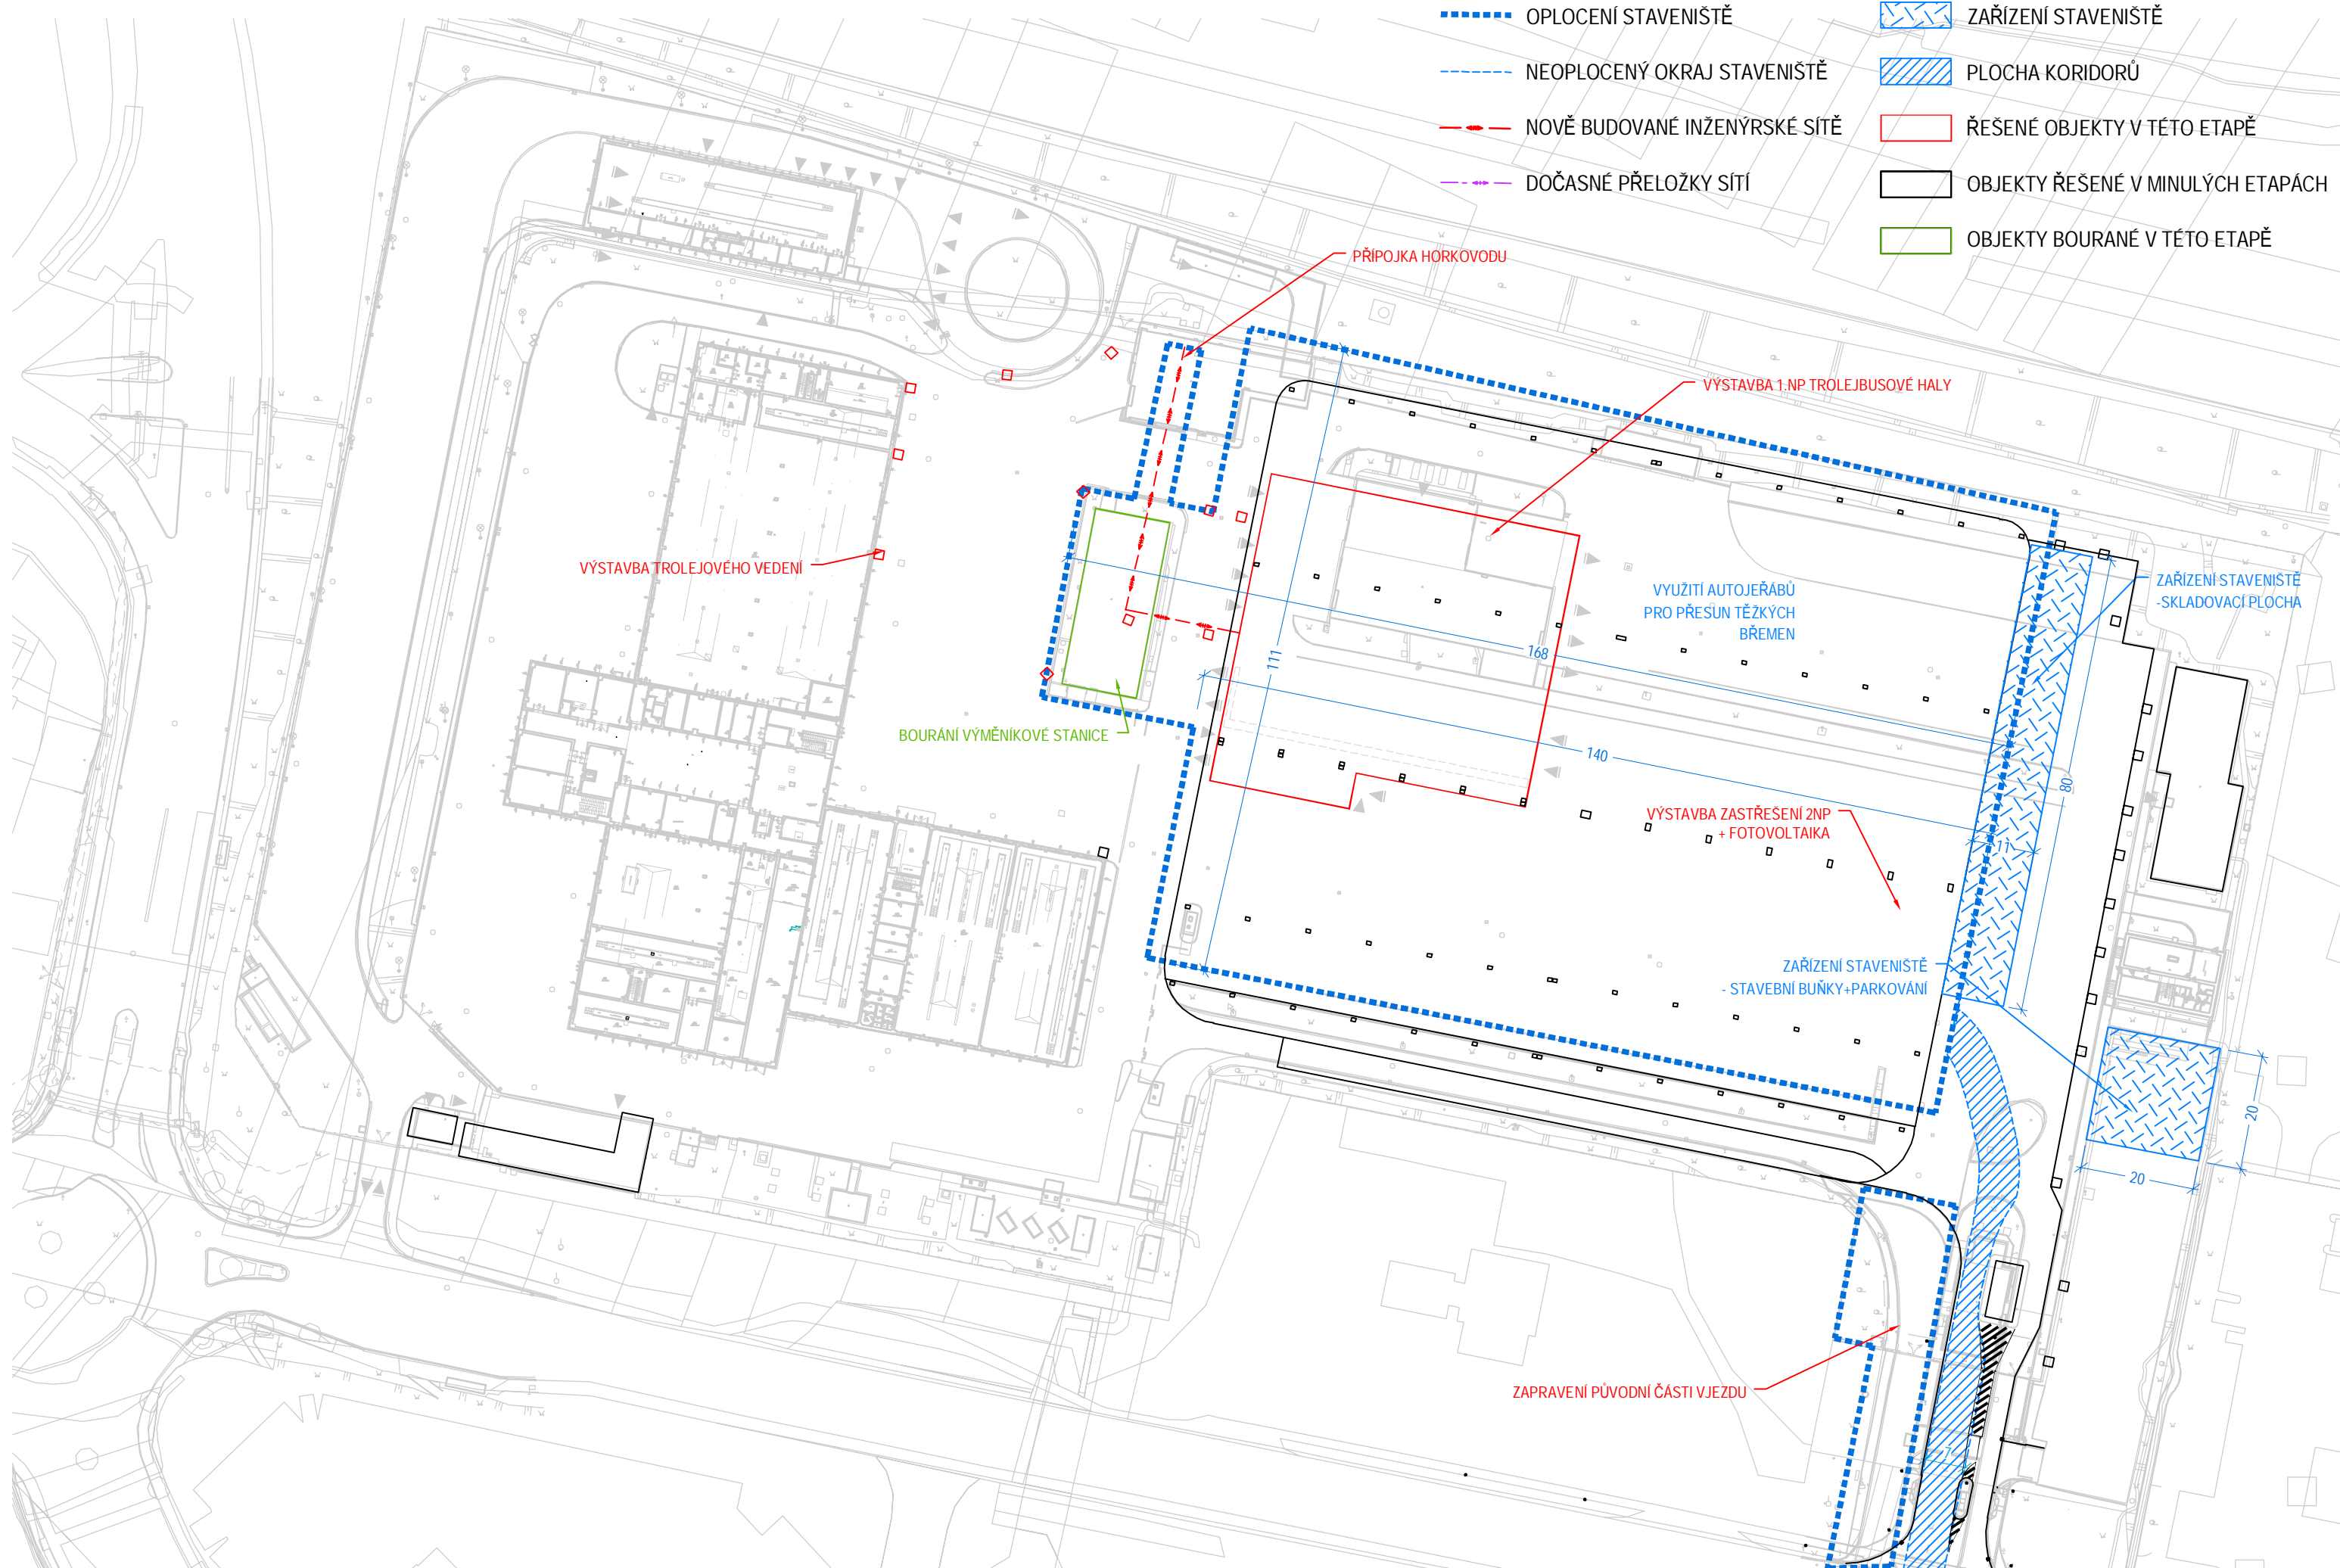 OPLOCENÍ STAVENIŠTĚ
NEOPLOCENÝ OKRAJ STAVENIŠTĚ
NOVĚ BUDOVANÉ INŽENÝRSKÉ SÍTĚ
DOČASNÉ PŘELOŽKY SÍTÍ
ZAŘÍZENÍ STAVENIŠTĚ
PLOCHA KORIDORŮ
ŘEŠENÉ OBJEKTY V TÉTO ETAPĚ
OBJEKTY ŘEŠENÉ V MINULÝCH ETAPÁCH
OBJEKTY BOURANÉ V TÉTO ETAPĚ
PŘÍPOJKA HORKOVODU
VÝSTAVBA 1.NP TROLEJBUSOVÉ HALY
VÝSTAVBA TROLEJOVÉHO VEDENÍ
VYUŽITÍ AUTOJEŘÁBŮ
PRO PŘESUN TĚŽKÝCH
BŘEMEN
ZAŘÍZENÍ STAVENIŠTĚ
-SKLADOVACÍ PLOCHA
111
168
BOURÁNÍ VÝMĚNÍKOVÉ STANICE
140
80
VÝSTAVBA ZASTŘEŠENÍ 2NP
+ FOTOVOLTAIKA
11
ZAŘÍZENÍ STAVENIŠTĚ
- STAVEBNÍ BUŇKY+PARKOVÁNÍ
20
20
ZAPRAVENÍ PŮVODNÍ ČÁSTI VJEZDU
7